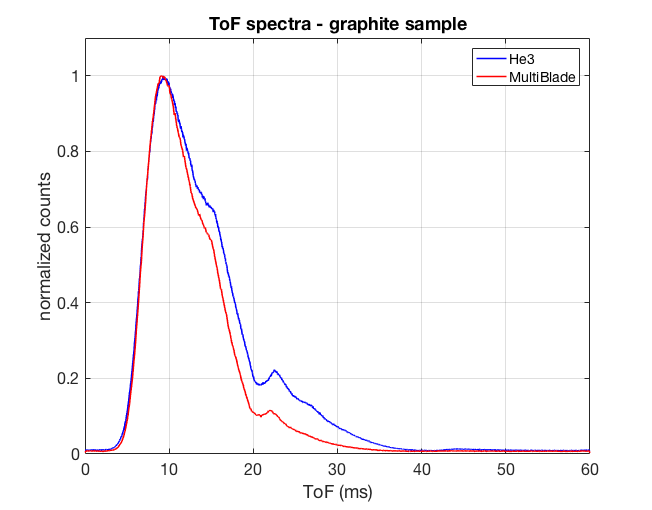 ToF spectra - graphite sample
He3
MultiBlade
normalized counts
1
0.8
0.6
0.4
0.2
0
0 10 20 30 40 50 60
ToF (ms)